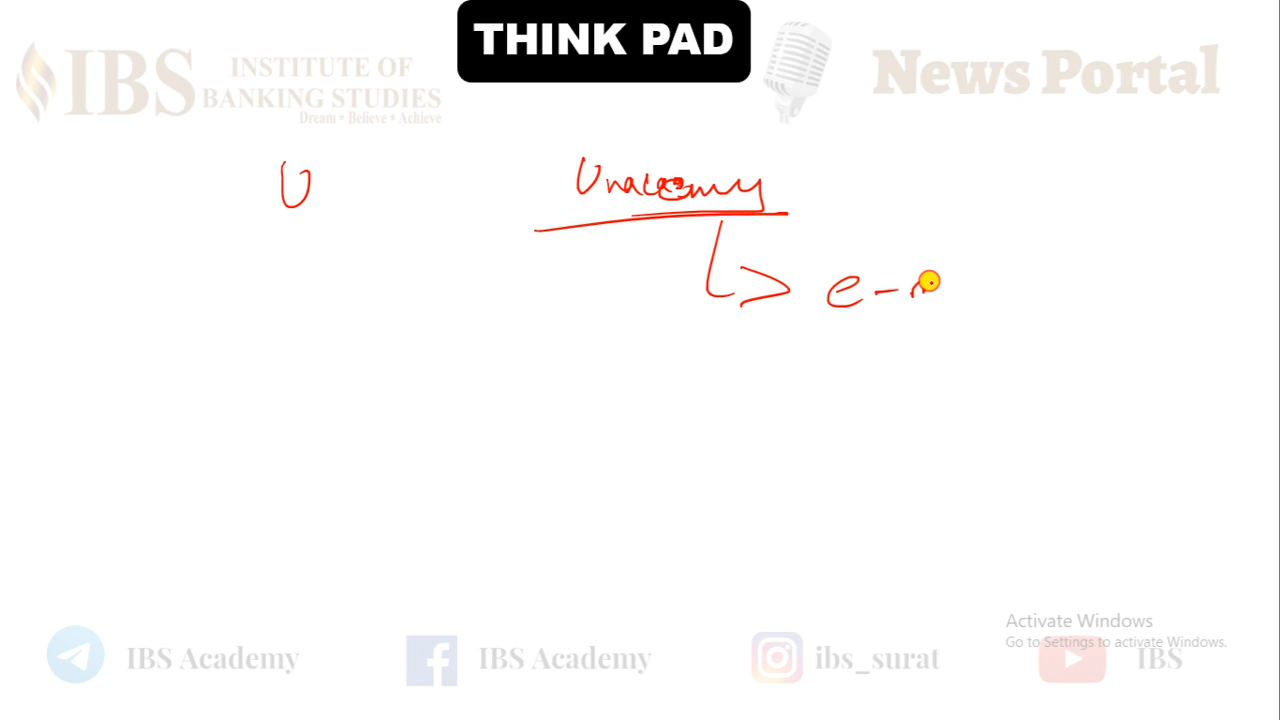 THINK PAD
IBS INSTITUTE OF BANKING STUDIES
Dream • Believe • Achieve
News Portal
U
e-
Activate Windows
Go to Settings to activate Windows.
IBS Academy
IBS Academy
ibs_surat
IBS